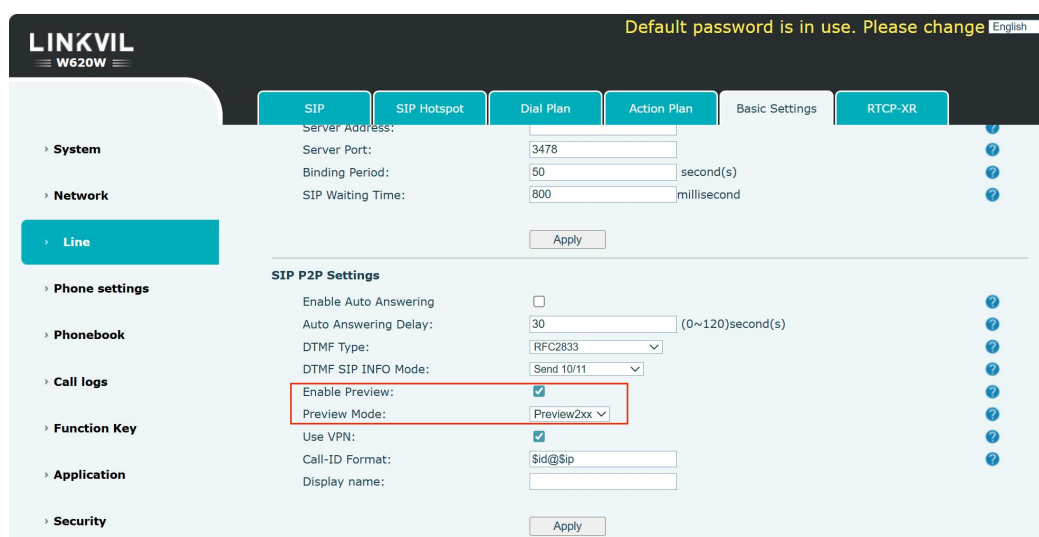 Default password is in use. Please change English
LINKVIL
W620W
SIP SIP Hotspot Dial Plan Action Plan Basic Settings RTCP-XR
Server Address:
System
Server Port: 3478
Binding Period: 50 second(s)
Network
SIP Waiting Time: 800 millisecond
Line
Apply
SIP P2P Settings
Phone settings
Enable Auto Answering
Auto Answering Delay: 30 (0~120)second(s)
Phonebook
DTMF Type: RFC2833
DTMF SIP INFO Mode: Send 10/11
Call logs
Enable Preview:
Preview Mode: Preview2xx
Function Key
Use VPN:
Call-ID Format: $id@$ip
Application
Display name:
Security
Apply